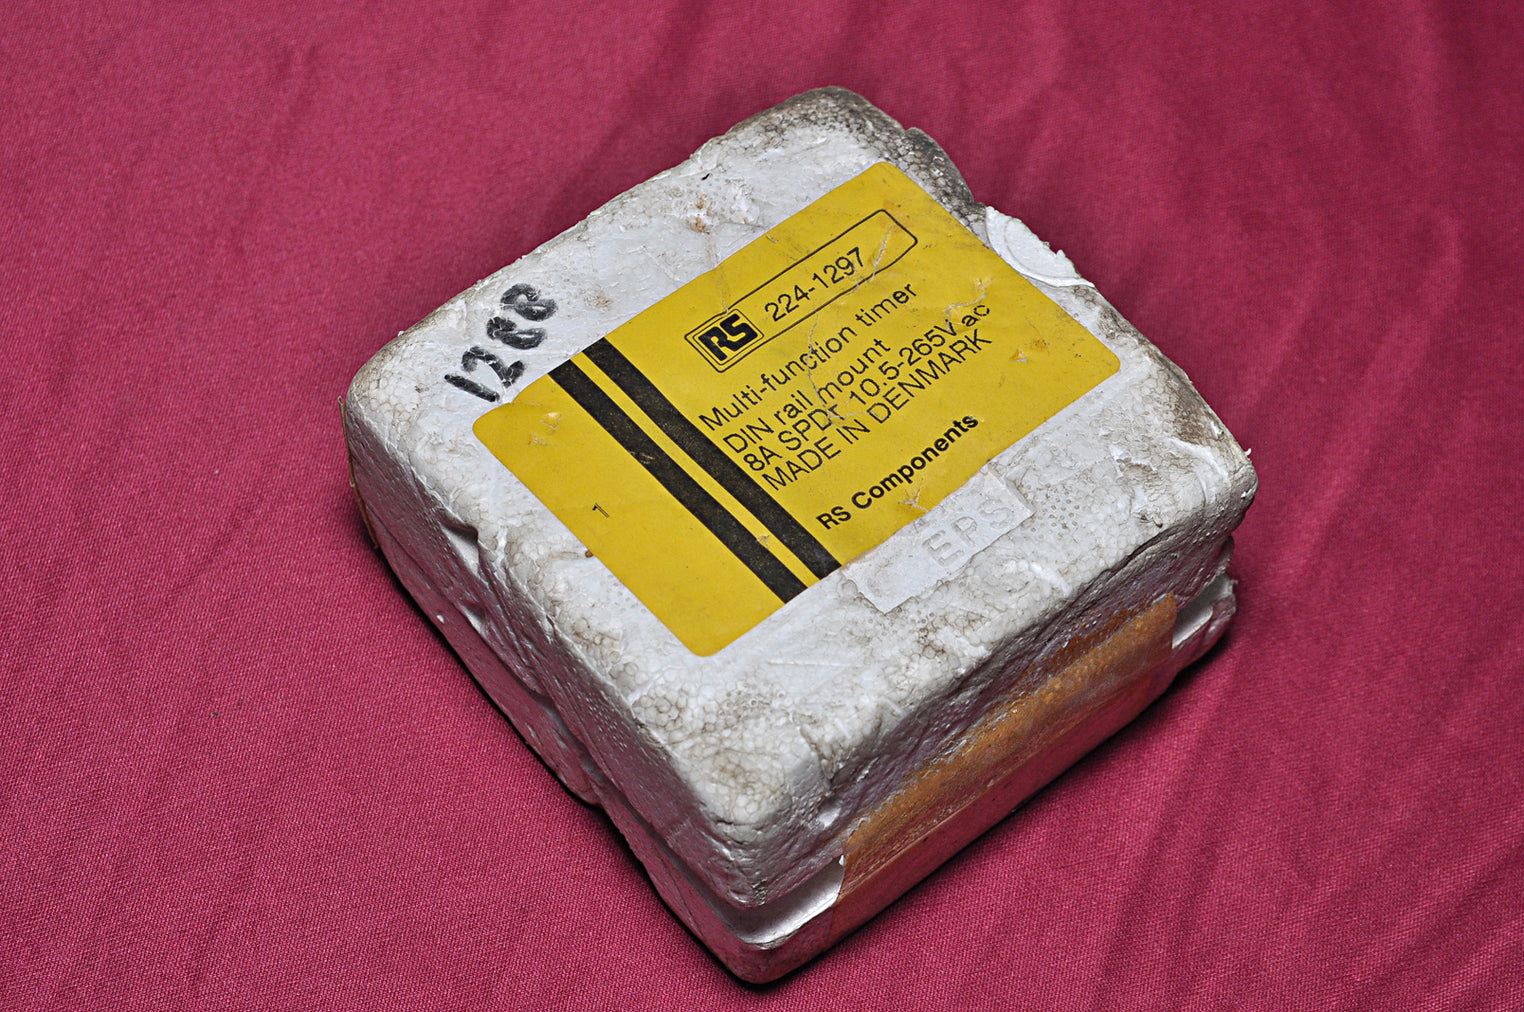 1288
RS 224-1297
Multi-function timer
DIN rail mount
8A SPDT 10.5-265V ac
MADE IN DENMARK
RS Components
1
EPS